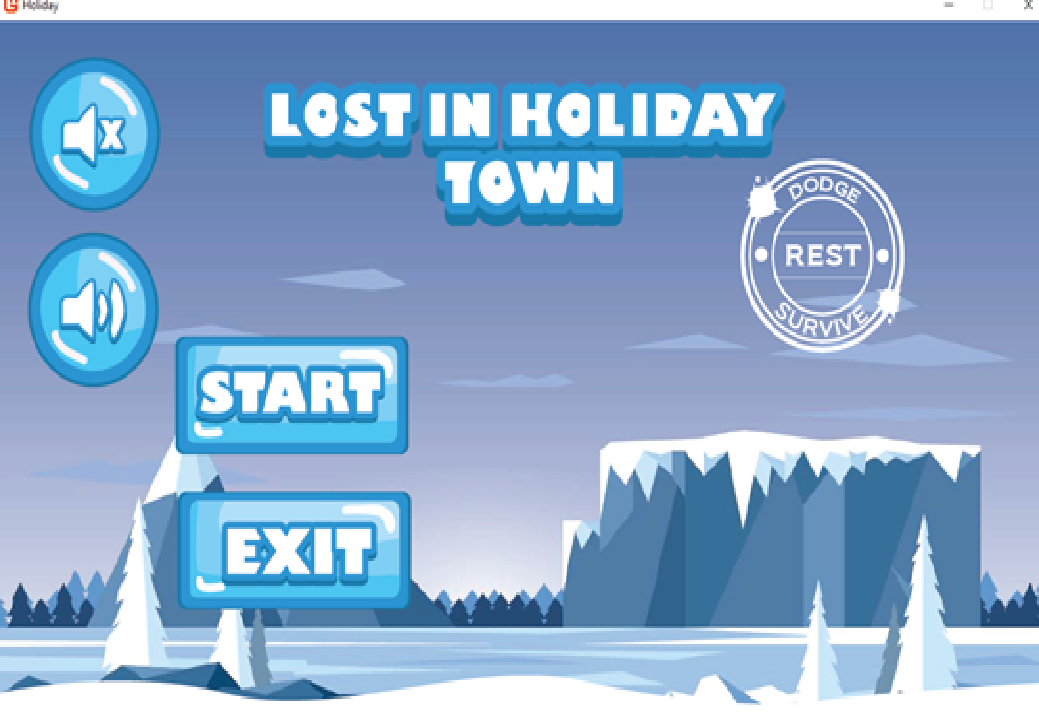 Holiday
LOST IN HOLIDAY
TOWN
DODGE
REST
SURVIVE
START
EXIT